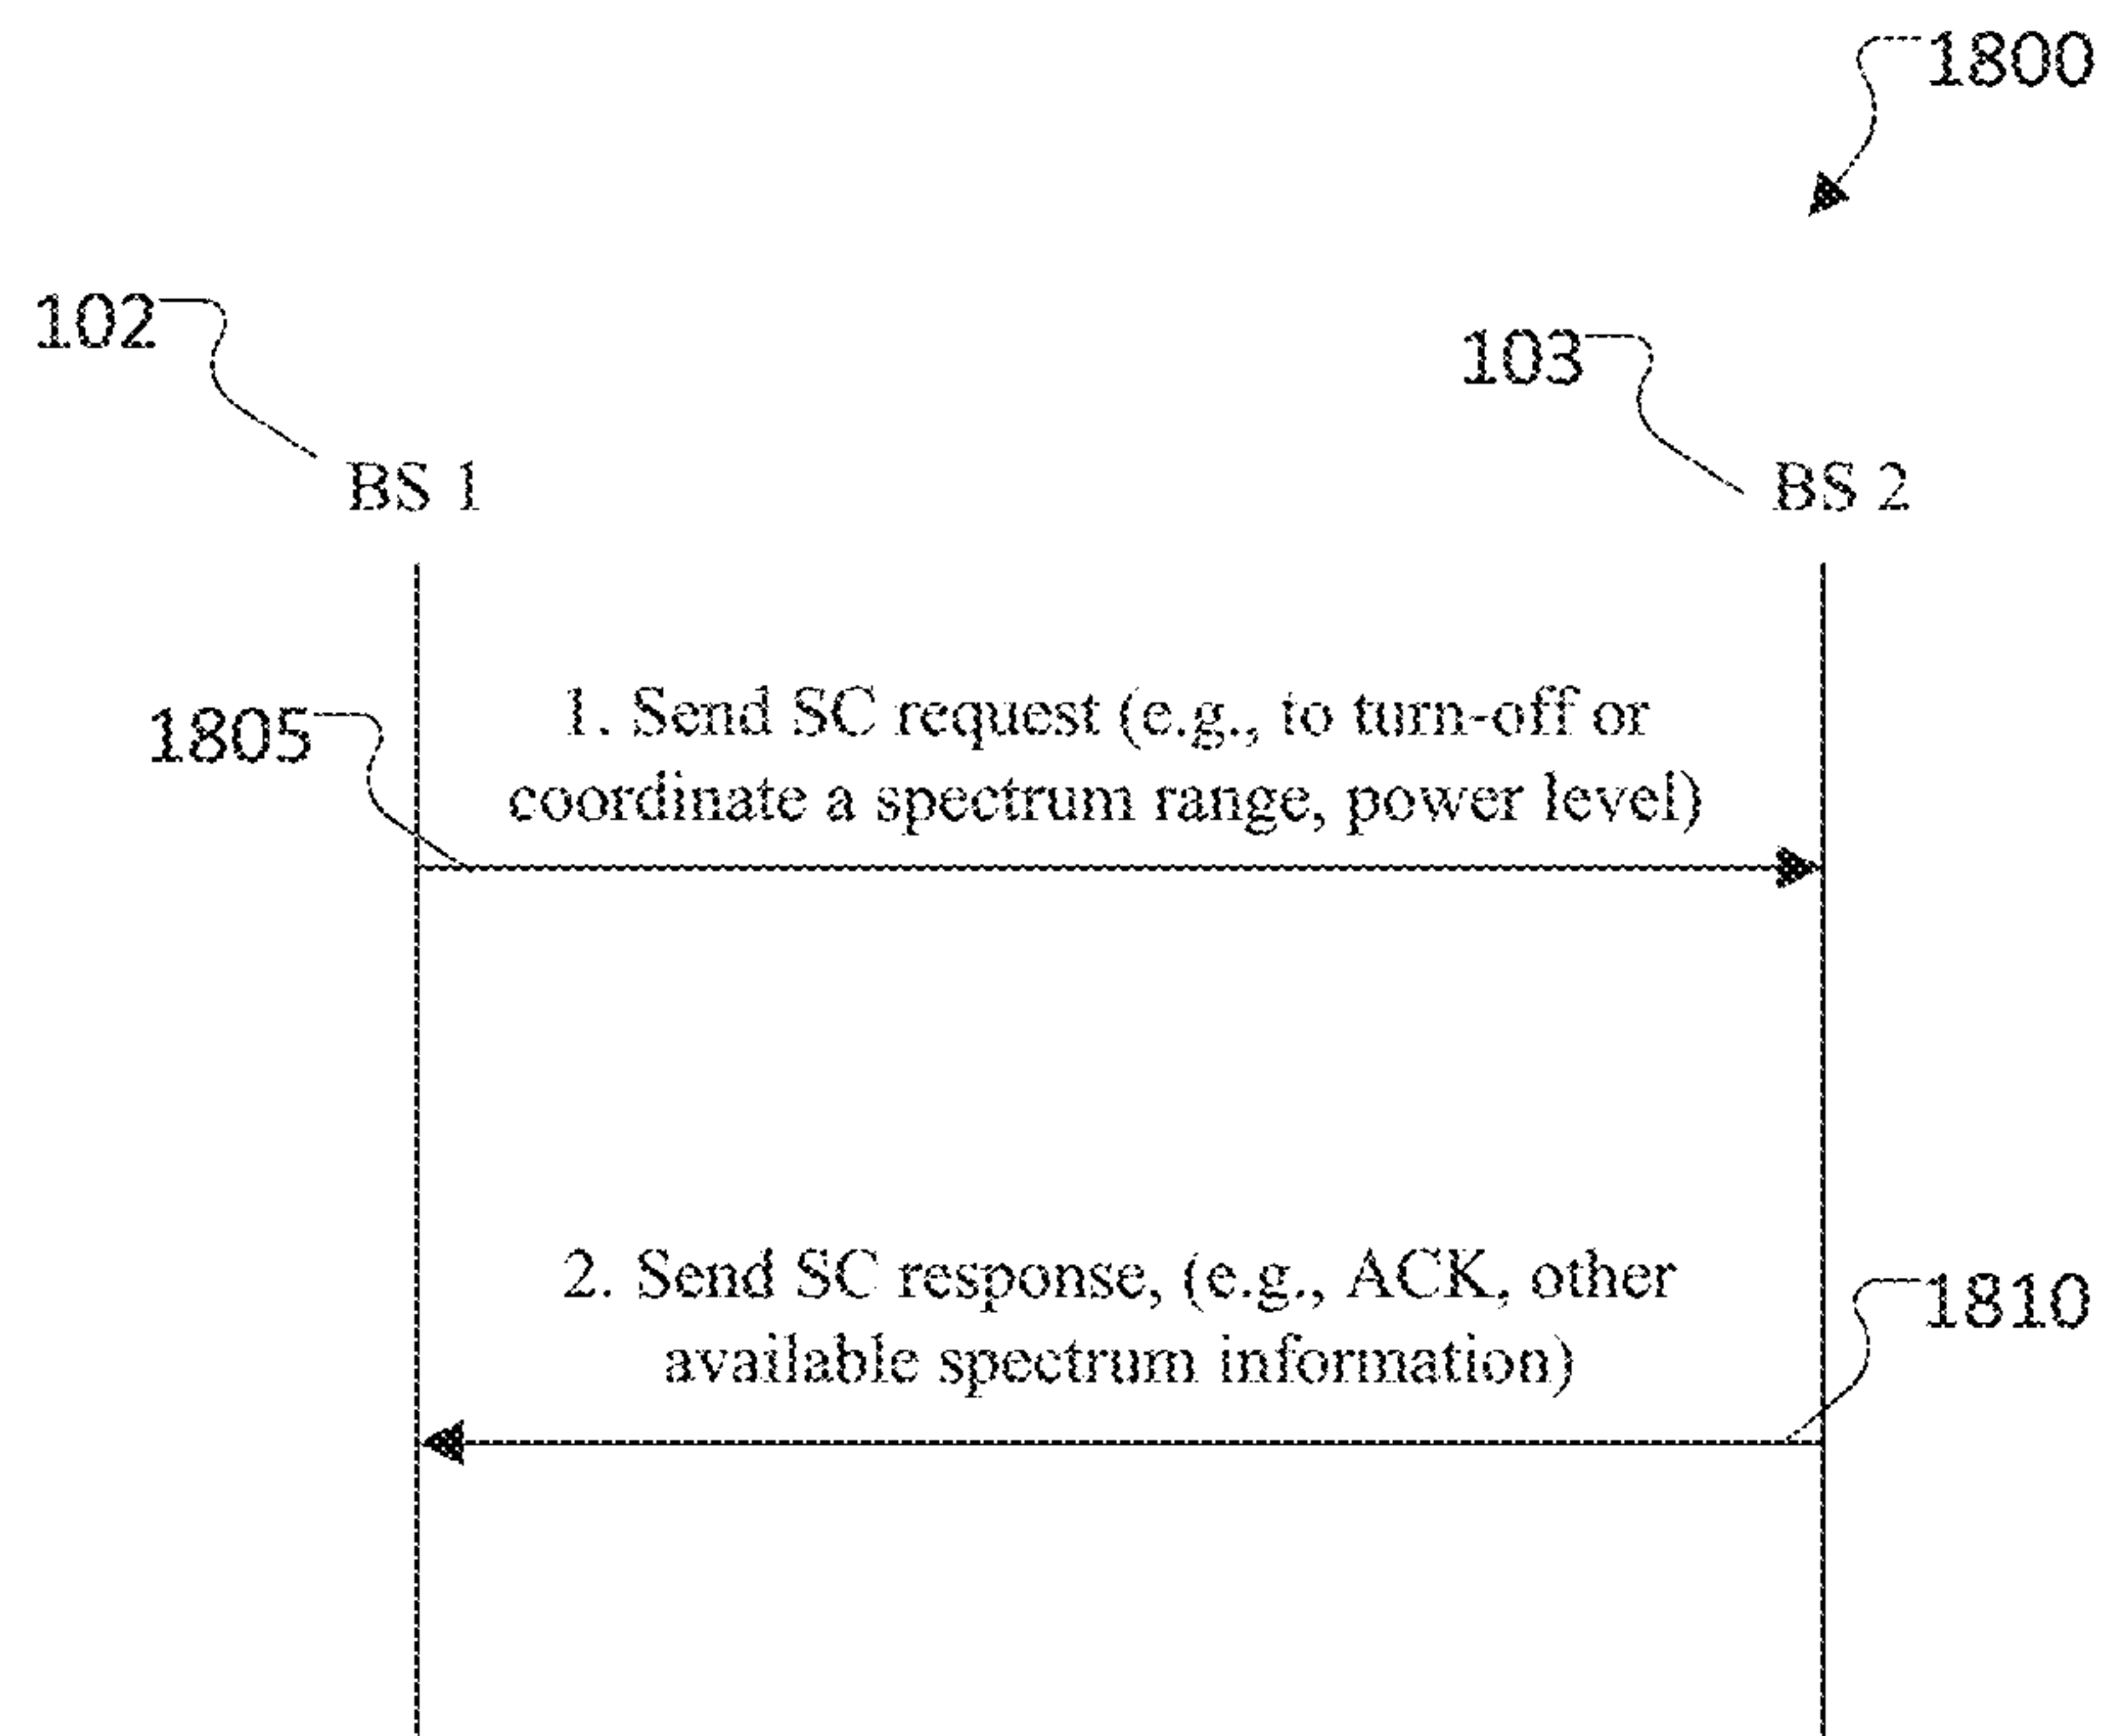 1800
102
103
BS 1
BS 2
1805
1. Send SC request (e.g., to turn-off or
coordinate a spectrum range, power level)
2. Send SC response, (e.g., ACK, other
available spectrum information)
1810